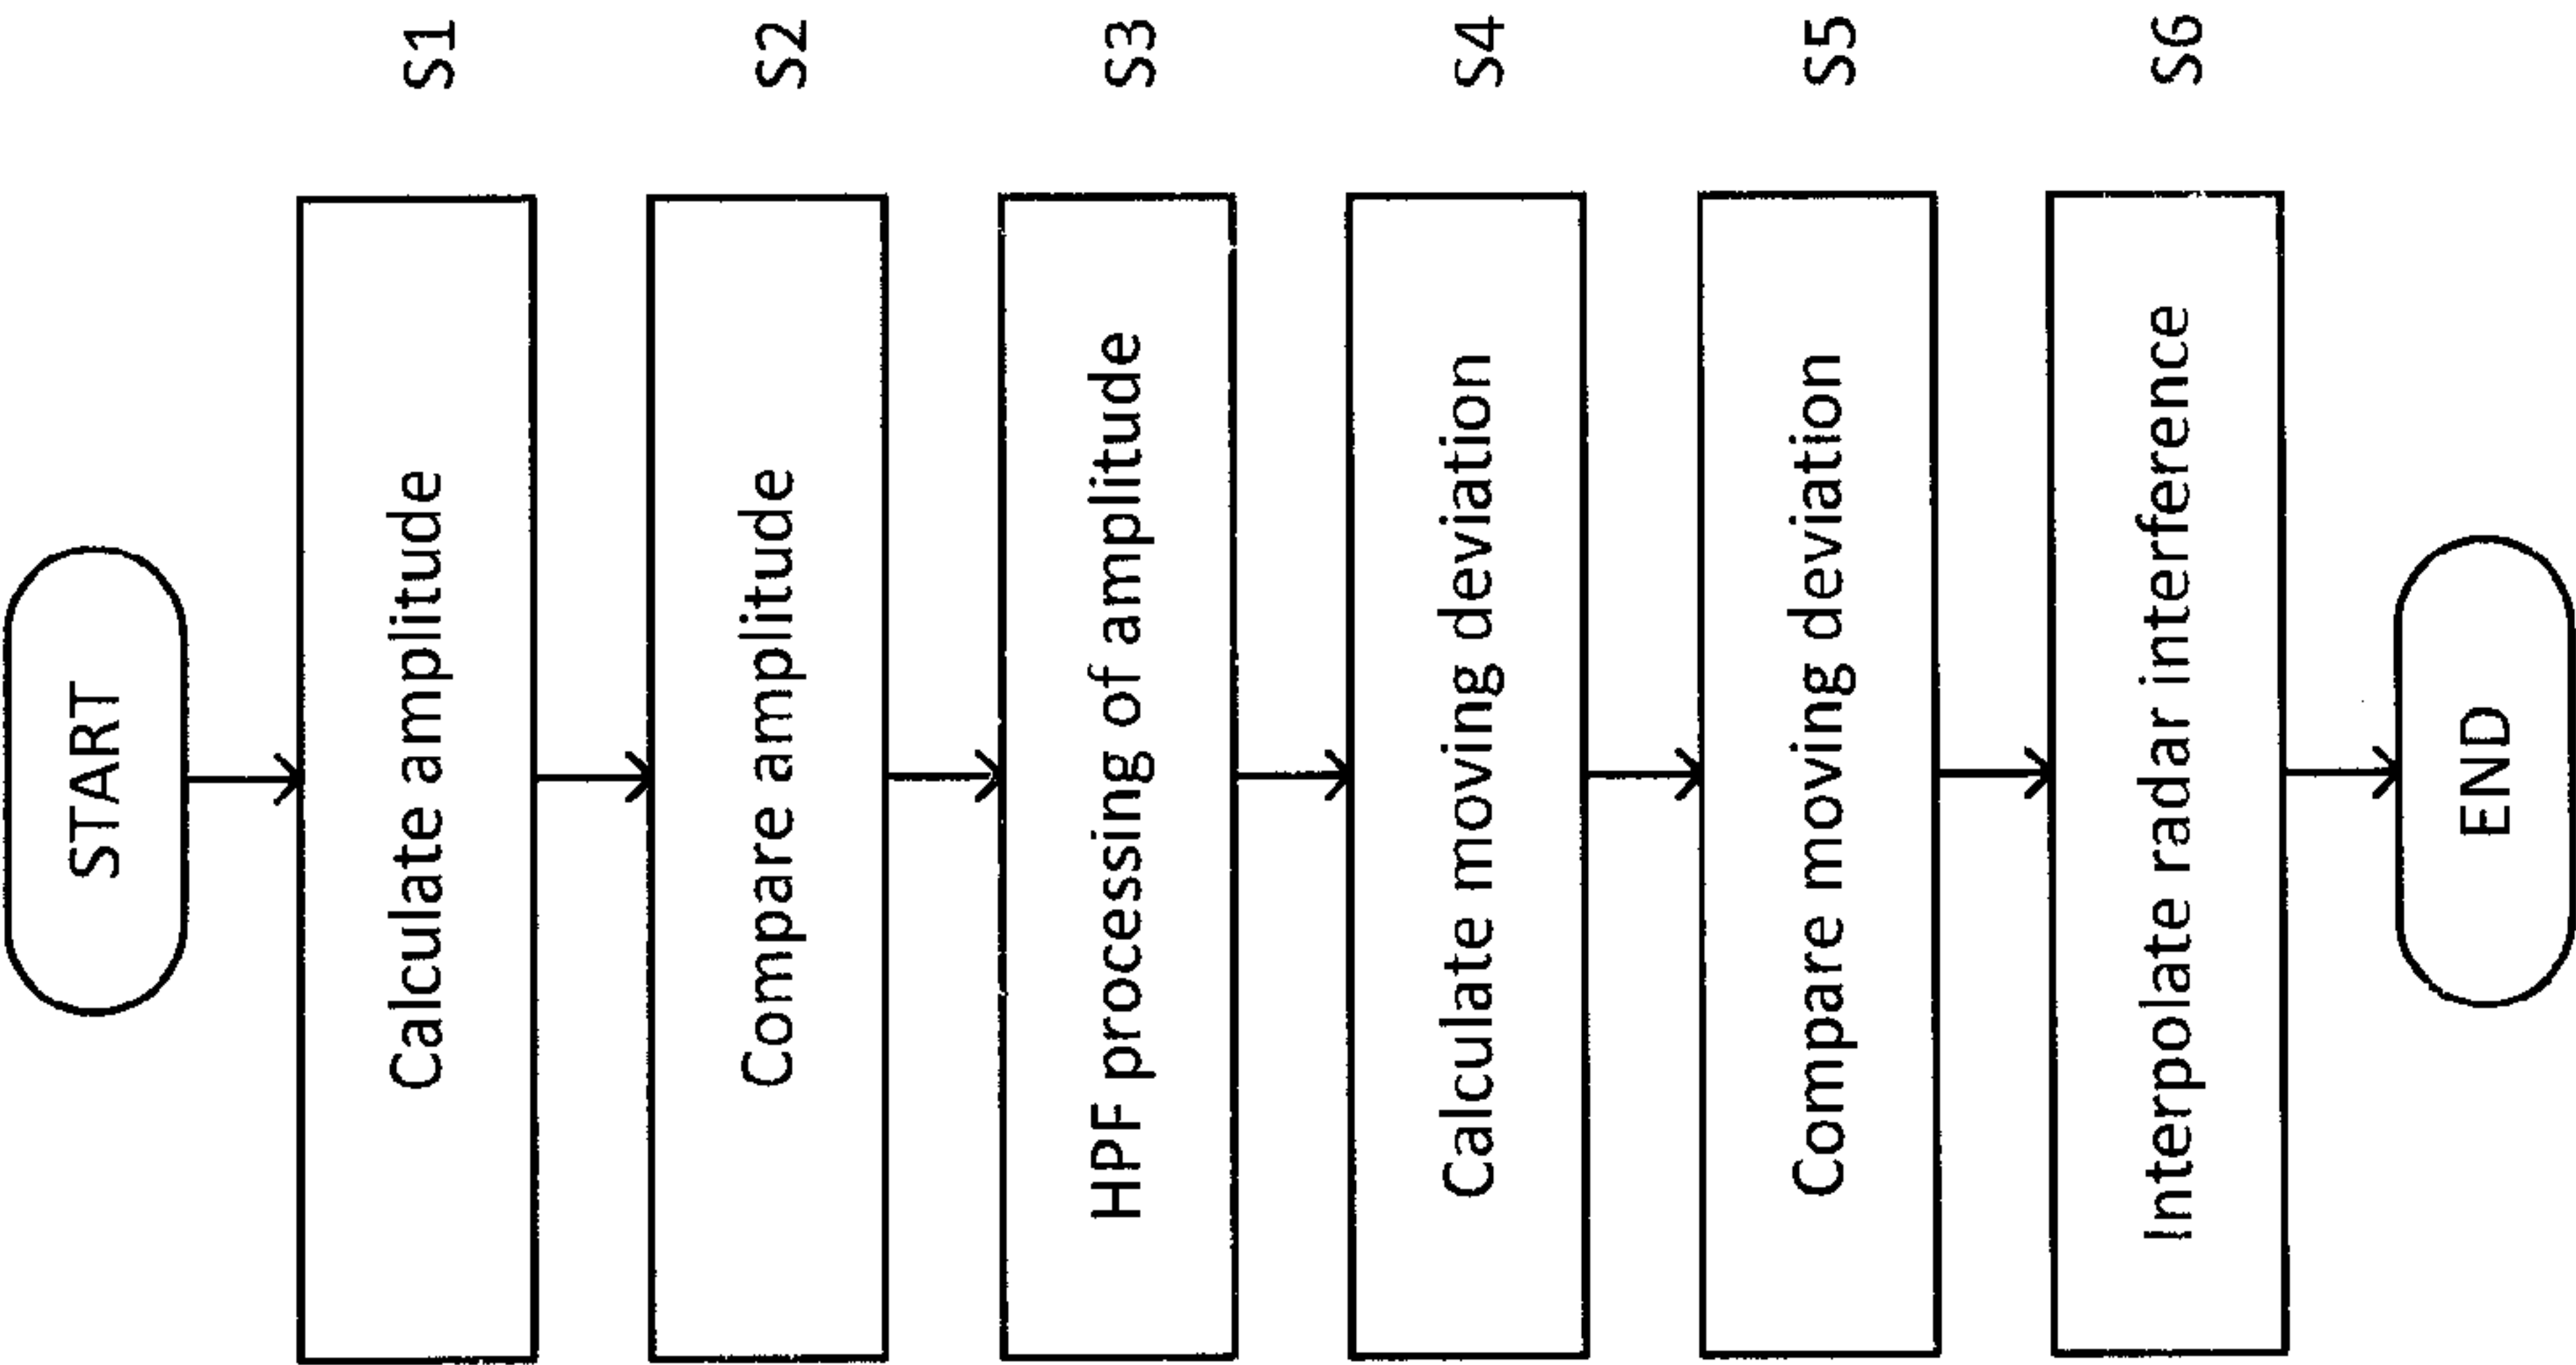 START
Calculate amplitude
S1
Compare amplitude
S2
HPF processing of amplitude
S3
Calculate moving deviation
S4
Compare moving deviation
S5
Interpolate radar interference
S6
END